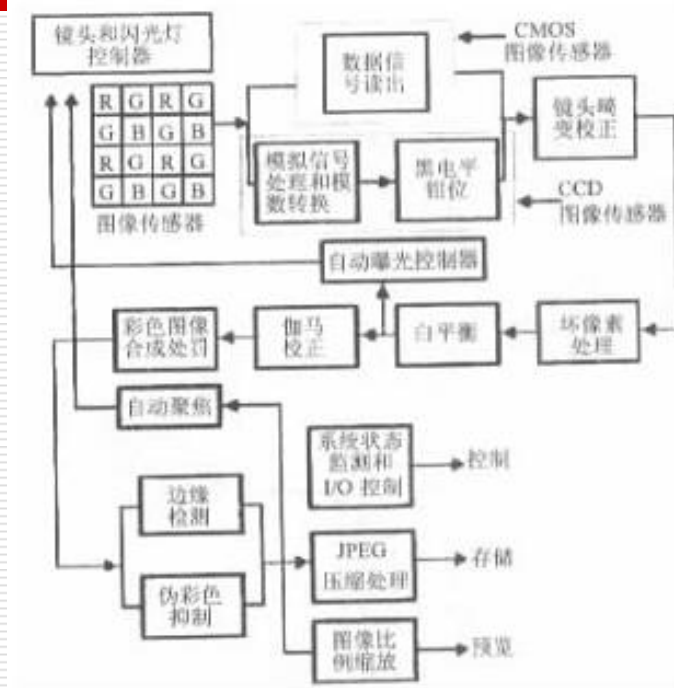 镜头和闪光灯
控制器
R G R G
G B G B
R G R G
G B G B
图像传感器
数据信
号读出
CMOS
图像传感器
模拟信号
处理和模
数转换
黑电平
钳位
镜头畸
变校正
CCD
图像传感器
自动曝光控制器
彩色图像
合成处罚
伽马
校正
白平衡
坏像素
处理
自动聚焦
系统状态
监测和
I/O 控制
控制
边缘
检测
伪彩色
抑制
JPEG
压缩处理
存储
图像比
例缩放
预览